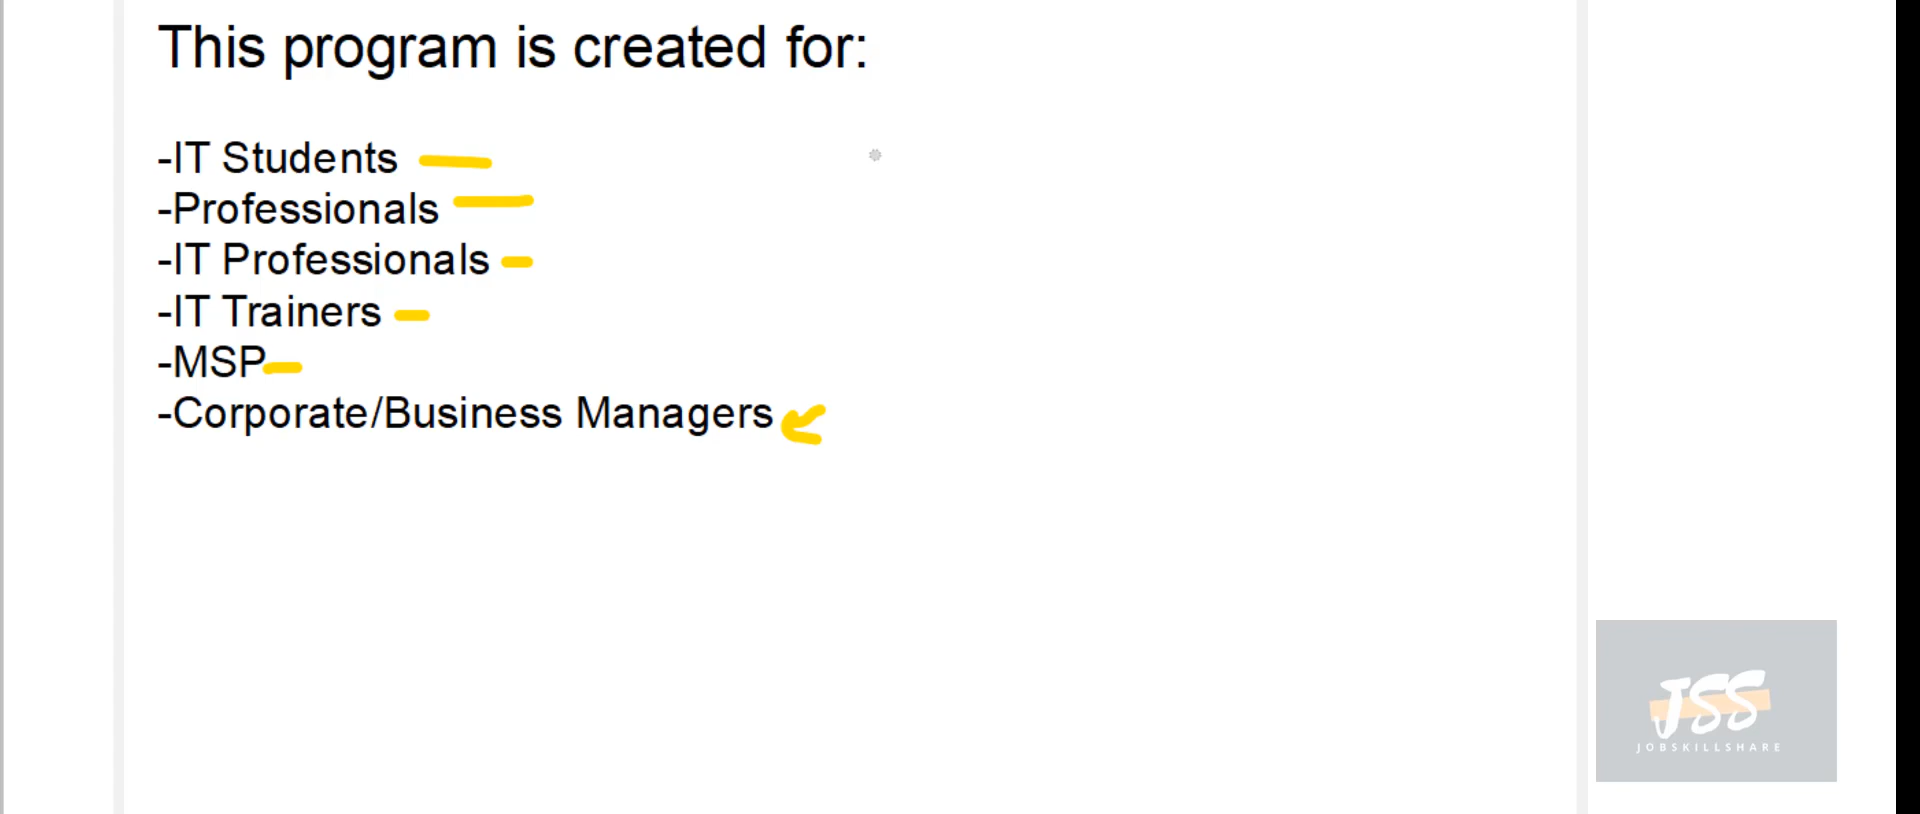 This program is created for:
-IT Students
-Professionals
-IT Professionals
-IT Trainers
-MSP
-Corporate/Business Managers
JSS
JOBSKILLSHARE